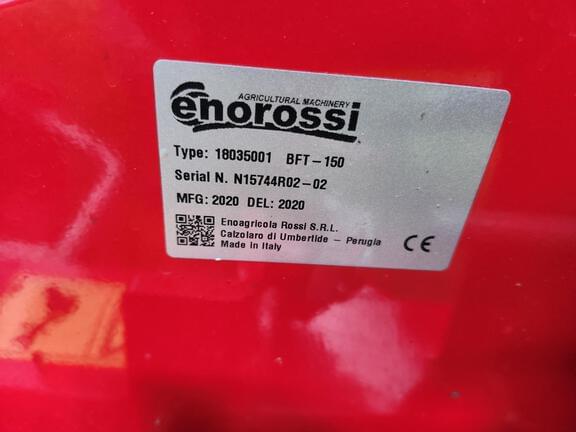 AGRICULTURAL MACHINERY
enorossi
Type: 18035001 BFT-150
Serial N. N15744R02-02
MFG: 2020 DEL: 2020
Enoagricola Rossi S.R.L.
Calzolaro di Umbertide - Perugia
Made in Italy
CE